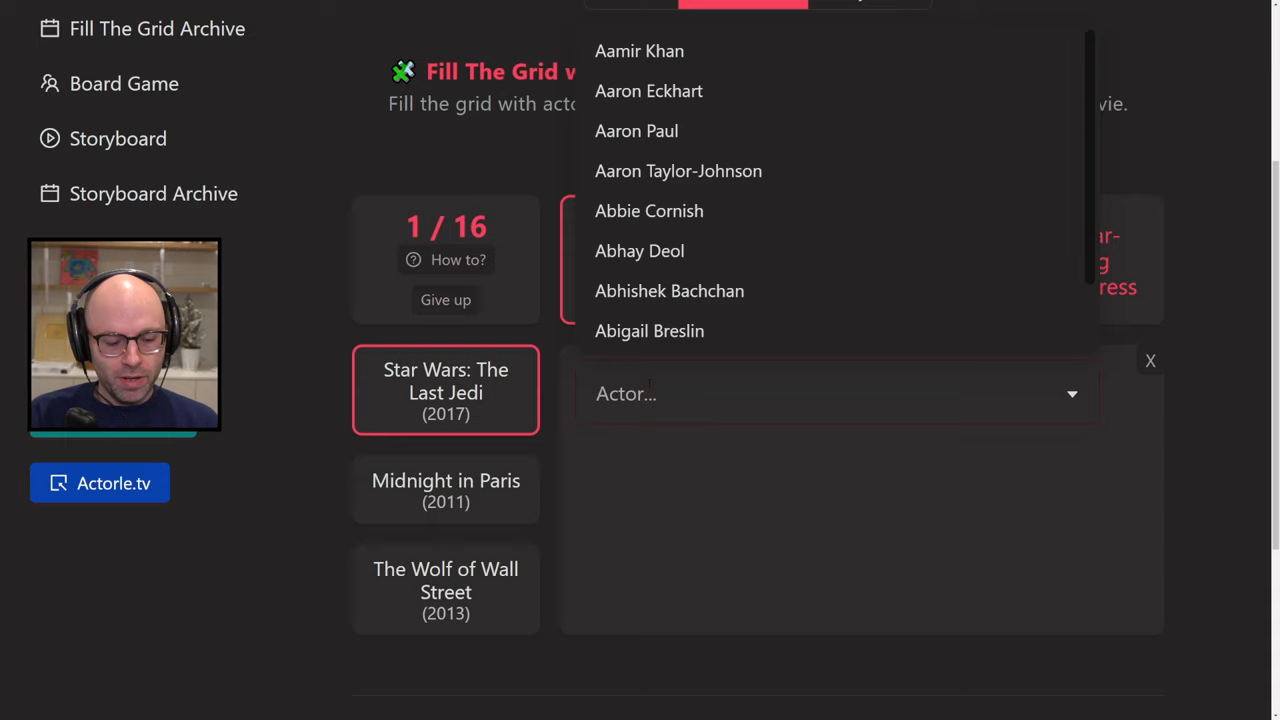 Fill The Grid Archive
Board Game
Storyboard
Storyboard Archive
Actorle.tv
Fill The Grid
Fill the grid with
vie.
1 / 16
How to?
Give up
Aamir Khan
Aaron Eckhart
Aaron Paul
Aaron Taylor-Johnson
Abbie Cornish
Abhay Deol
Abhishek Bachchan
Abigail Breslin
ar-
g
ress
Star Wars: The
Last Jedi
(2017)
Actor...
X
Midnight in Paris
(2011)
The Wolf of Wall
Street
(2013)